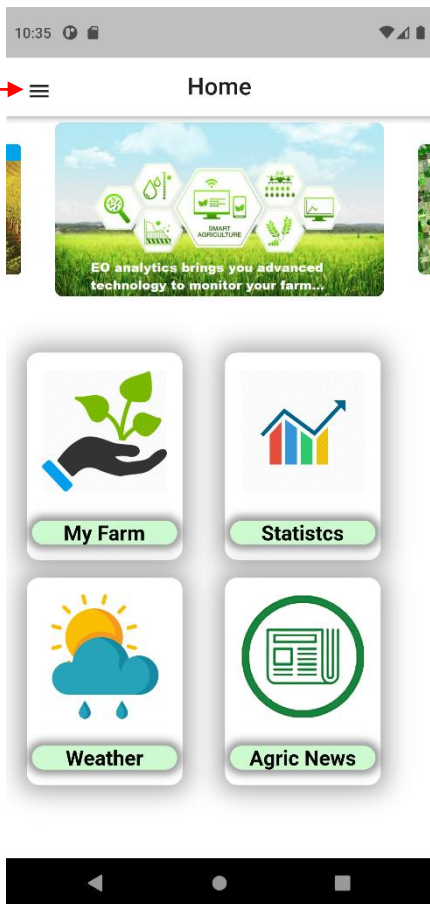 10:35
Home
SMART
AGRICULTURE
EO analytics brings you advanced
technology to monitor your farm...
My Farm
Statistcs
Weather
Agric News